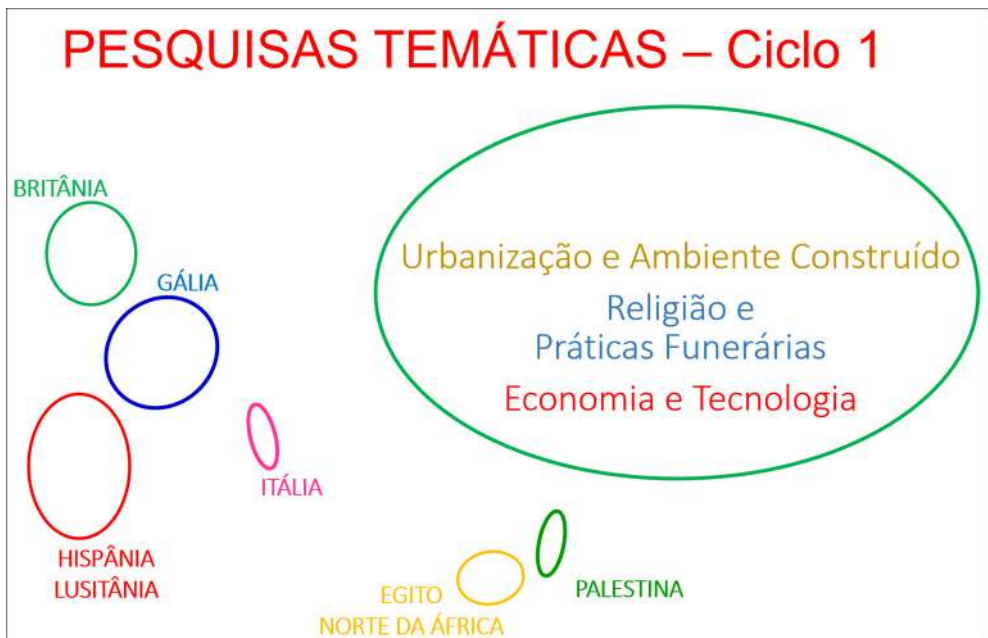 PESQUISAS TEMÁTICAS – Ciclo 1
BRITÂNIA
GÁLIA
Urbanização e Ambiente Construído
Religião e
Práticas Funerárias
Economia e Tecnologia
ITÁLIA
HISPÂNIA
LUSITÂNIA
EGITO
NORTE DA ÁFRICA
PALESTINA